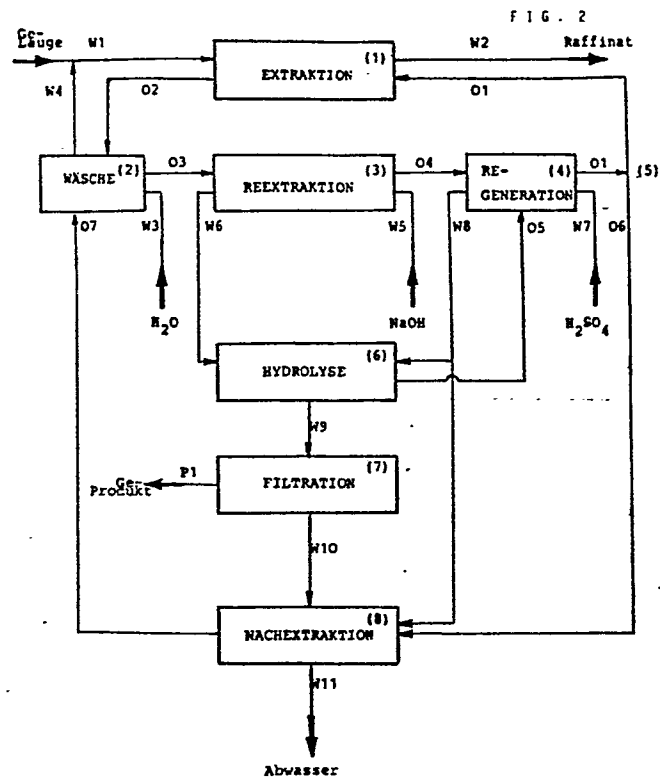 FIG. 2
Ge-
Lauge
W1
W2
Raffinat
(1)
EXTRAKTION
W4
O2
O1
(2)
WÄSCHE
O3
(3)
REEXTRAKTION
O4
(4)
RE-
GENERATION
O1
(5)
O7
W3
W6
W5
W8
O5
W7
O6
H2O
NaOH
H2SO4
(6)
HYDROLYSE
W9
(7)
FILTRATION
P1
Ge-
Produkt
W10
(8)
NACHEXTRAKTION
W11
Abwasser